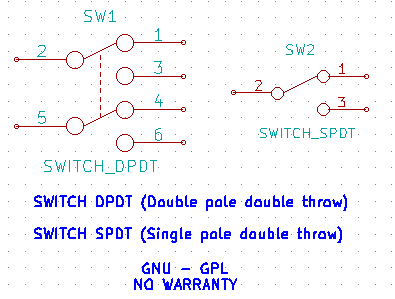 SW1
2
1
3
5
4
6
SWITCH_DPDT
SW2
2
1
3
SWITCH_SPDT
SWITCH DPDT (Double pole double throw)
SWITCH SPDT (Single pole double throw)
GNU - GPL
NO WARRANTY